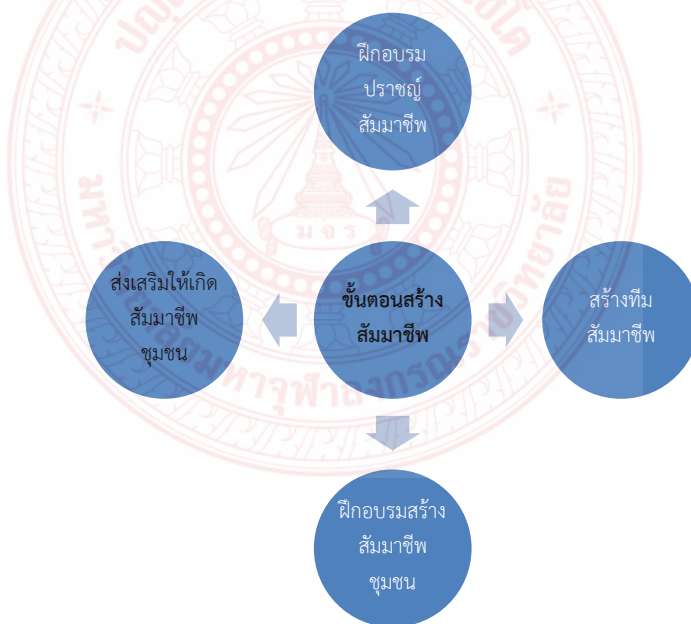 ฝึกอบรม
ปราชญ์
สัมมาชีพ
ส่งเสริมให้เกิด
สัมมาชีพ
ชุมชน
ขั้นตอนสร้าง
สัมมาชีพ
สร้างทีม
สัมมาชีพ
ฝึกอบรมสร้าง
สัมมาชีพ
ชุมชน
ม จ ร